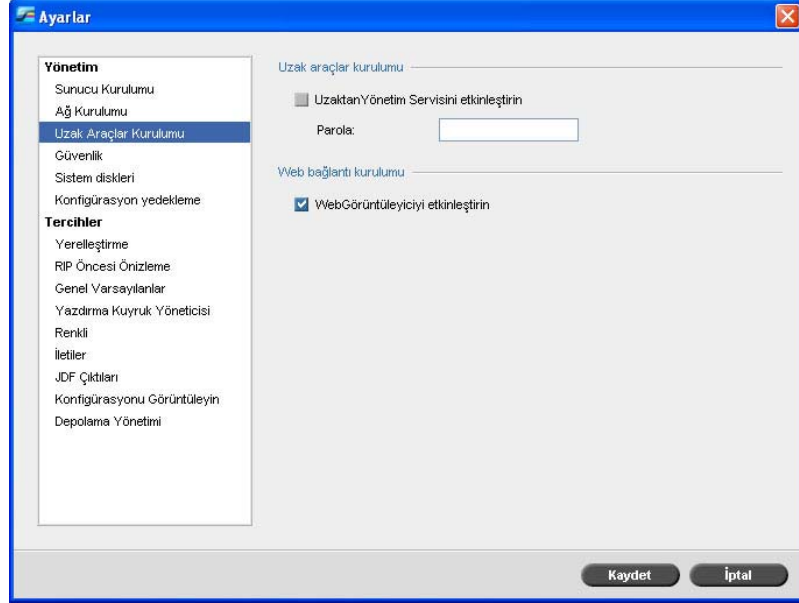 Ayarlar
Yönetim
Sunucu Kurulumu
Ağ Kurulumu
Uzak Araçlar Kurulumu
Güvenlik
Sistem diskleri
Konfigürasyon yedekleme
Tercihler
Yerelleştirme
RIP Öncesi Önizleme
Genel Varsayılanlar
Yazdırma Kuyruk Yöneticisi
Renkli
İletiler
JDF Çıktıları
Konfigürasyonu Görüntüleyin
Depolama Yönetimi
Uzak araçlar kurulumu
UzaktanYönetim Servisini etkinleştirin
Parola:
Web bağlantı kurulumu
WebGörüntüleyiciyi etkinleştirin
Kaydet
İptal